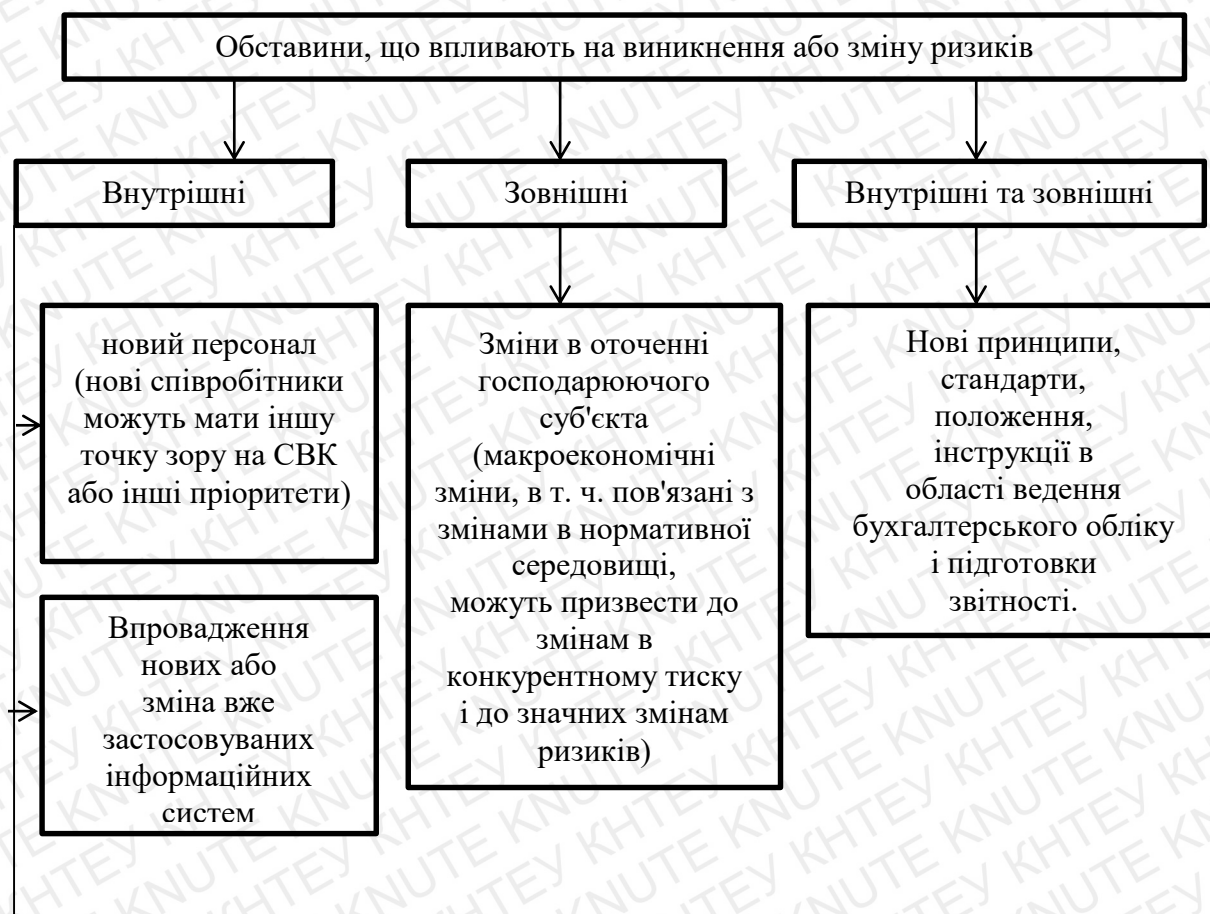 Обставини, що впливають на виникнення або зміну ризиків
Внутрішні
Зовнішні
Внутрішні та зовнішні
новий персонал
(нові співробітники
можуть мати іншу
точку зору на СВК
або інші пріоритети)
Впровадження
нових або
зміна вже
застосовуваних
інформаційних
систем
Зміни в оточенні
господарюючого
суб'єкта
(макроекономічні
зміни, в т. ч. пов'язані з
змінами в нормативної
середовищі,
можуть призвести до
змінам в
конкурентному тиску
і до значних змінам
ризиків)
Нові принципи,
стандарти,
положення,
інструкції в
області ведення
бухгалтерського обліку
і підготовки
звітності.